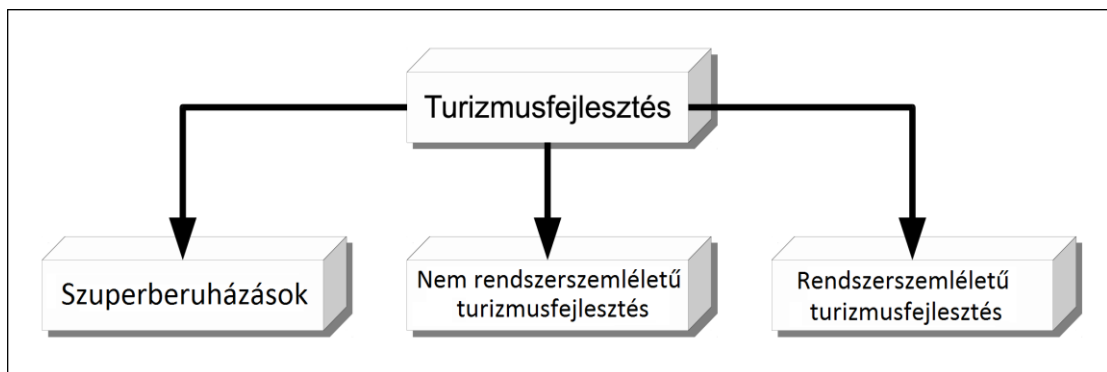 Turizmusfejlesztés
Szuperberuházások
Nem rendszerszemléletű
turizmusfejlesztés
Rendszerszemléletű
turizmusfejlesztés